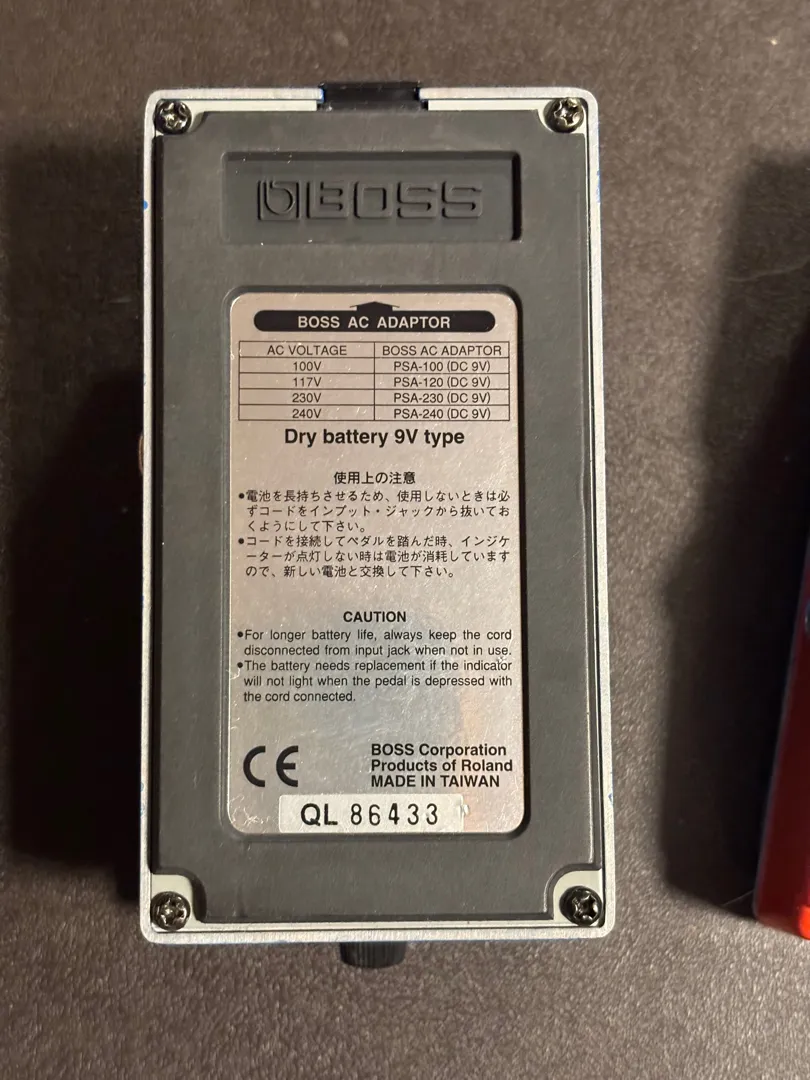 BOSS
BOSS AC ADAPTOR
AC VOLTAGE BOSS AC ADAPTOR
100V PSA-100 (DC 9V)
117V PSA-120 (DC 9V)
230V PSA-230 (DC 9V)
240V PSA-240 (DC 9V)
Dry battery 9V type
使用上の注意
●電池を長持ちさせるため、使用しないときは必
ずコードをインプット・ジャックから抜いてお
くようにして下さい。
●コードを接続してペダルを踏んだ時、インジケ
ーターが点灯しない時は電池が消耗しています
ので、新しい電池と交換して下さい。
CAUTION
●For longer battery life, always keep the cord
disconnected from input jack when not in use.
●The battery needs replacement if the indicator
will not light when the pedal is depressed with
the cord connected.
CE
BOSS Corporation
Products of Roland
MADE IN TAIWAN
QL 86433